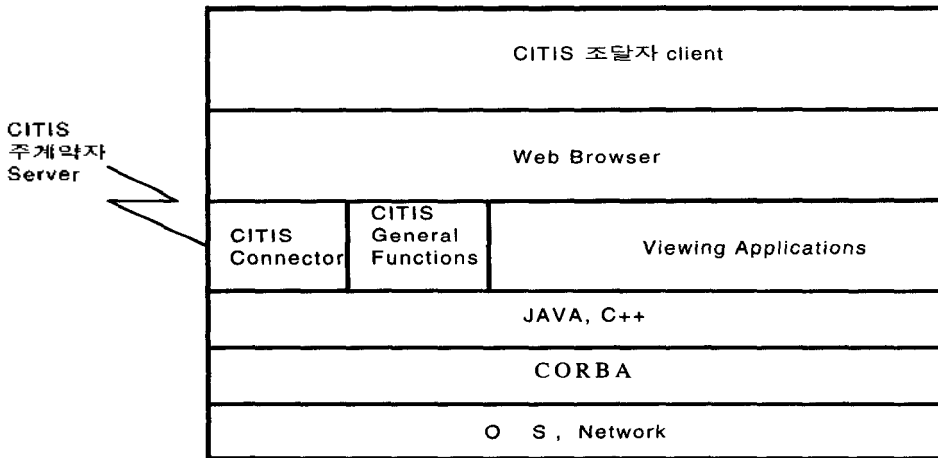 CITIS 조달자 client
Web Browser
CITIS
주계약자
Server
CITIS
Connector
CITIS
General
Functions
Viewing Applications
JAVA, C++
CORBA
O S , Network